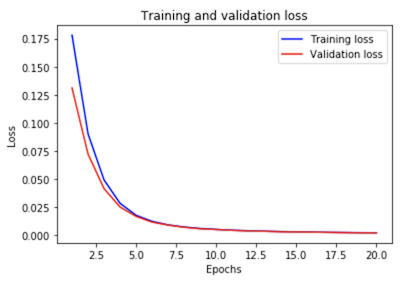 Training and validation loss
Training loss
Validation loss
Loss
0.175
0.150
0.125
0.100
0.075
0.050
0.025
0.000
2.5 5.0 7.5 10.0 12.5 15.0 17.5 20.0
Epochs